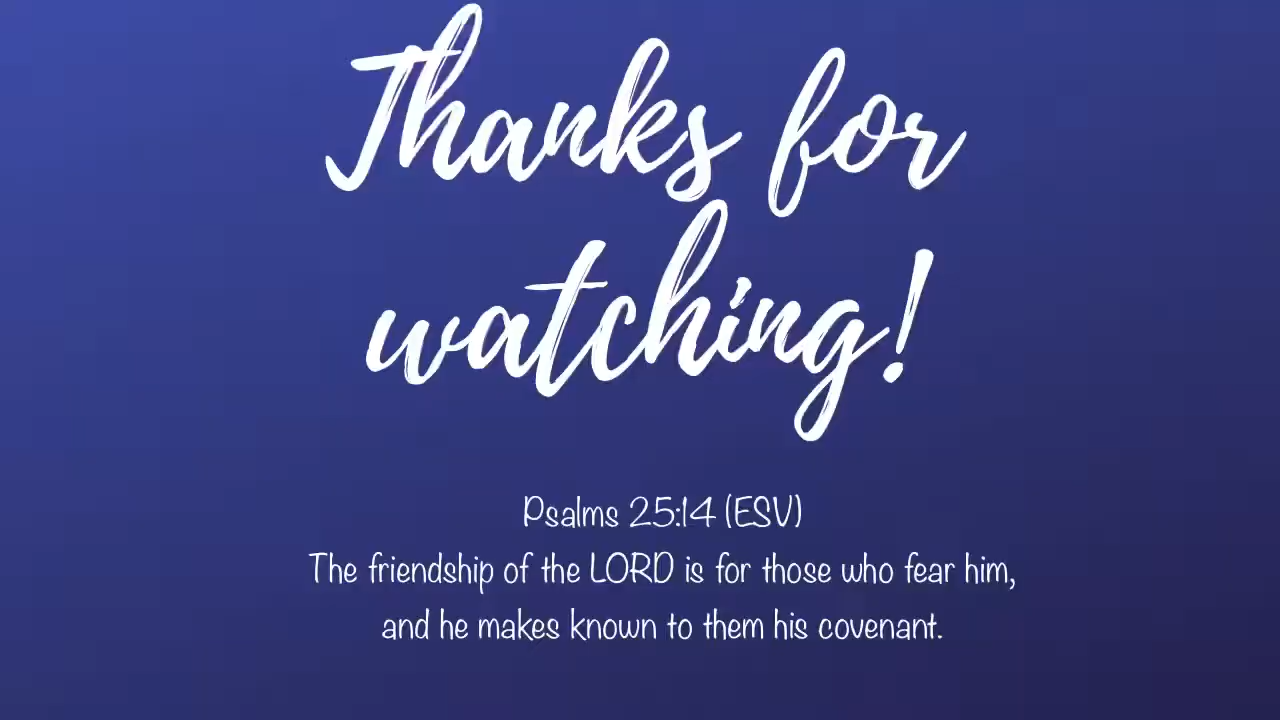 Thanks for
watching!
Psalms 25:14 (ESV)
The friendship of the LORD is for those who fear him,
and he makes known to them his covenant.